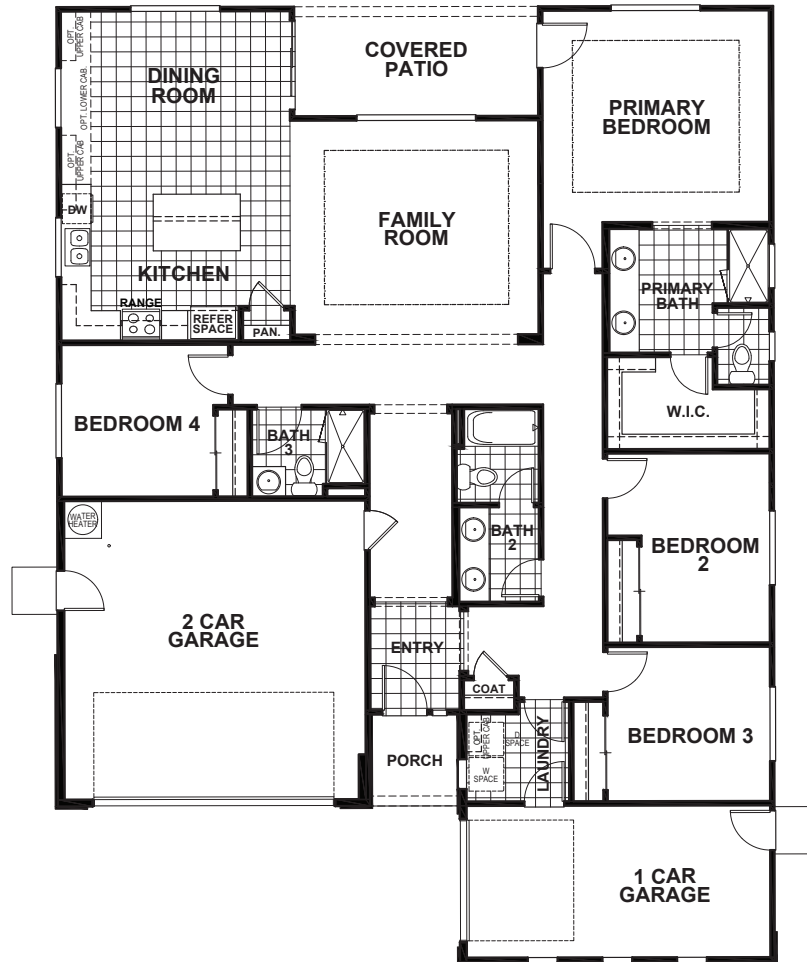 OPT.
UPPER CAB.
OPT. LOWER CAB.
OPT.
UPPER CAB
DINING
ROOM
COVERED
PATIO
PRIMARY
BEDROOM
DW
FAMILY
ROOM
KITCHEN
RANGE
REFER
SPACE
PAN.
PRIMARY
BATH
W.I.C.
BEDROOM 4
BATH
3
WATER
HEATER
BATH
2
BEDROOM
2
2 CAR
GARAGE
ENTRY
COAT
PORCH
OPT.
UPPER CAB.
D
SPACE
W
SPACE
LAUNDRY
BEDROOM 3
1 CAR
GARAGE